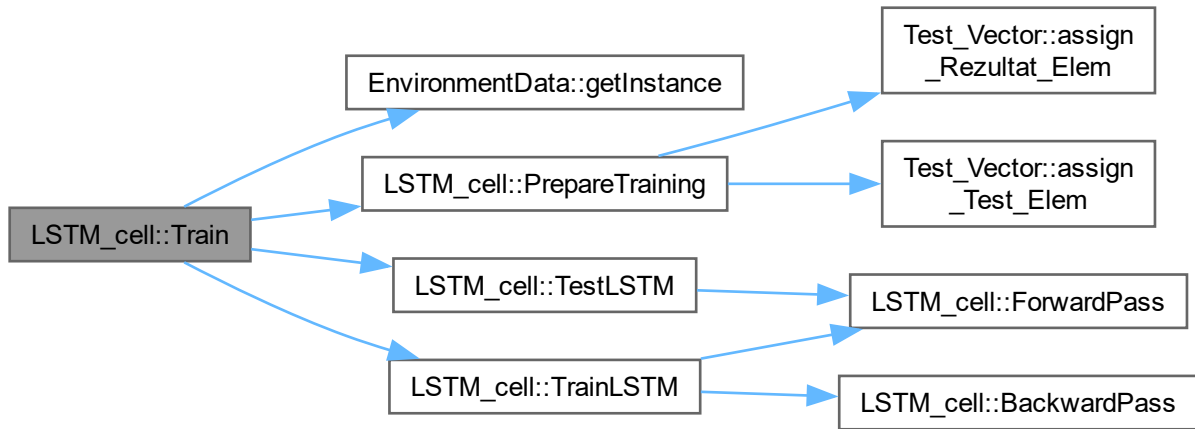 LSTM_cell::Train
EnvironmentData::getInstance
LSTM_cell::PrepareTraining
LSTM_cell::TestLSTM
LSTM_cell::TrainLSTM
Test_Vector::assign
_Rezultat_Elem
Test_Vector::assign
_Test_Elem
LSTM_cell::ForwardPass
LSTM_cell::BackwardPass